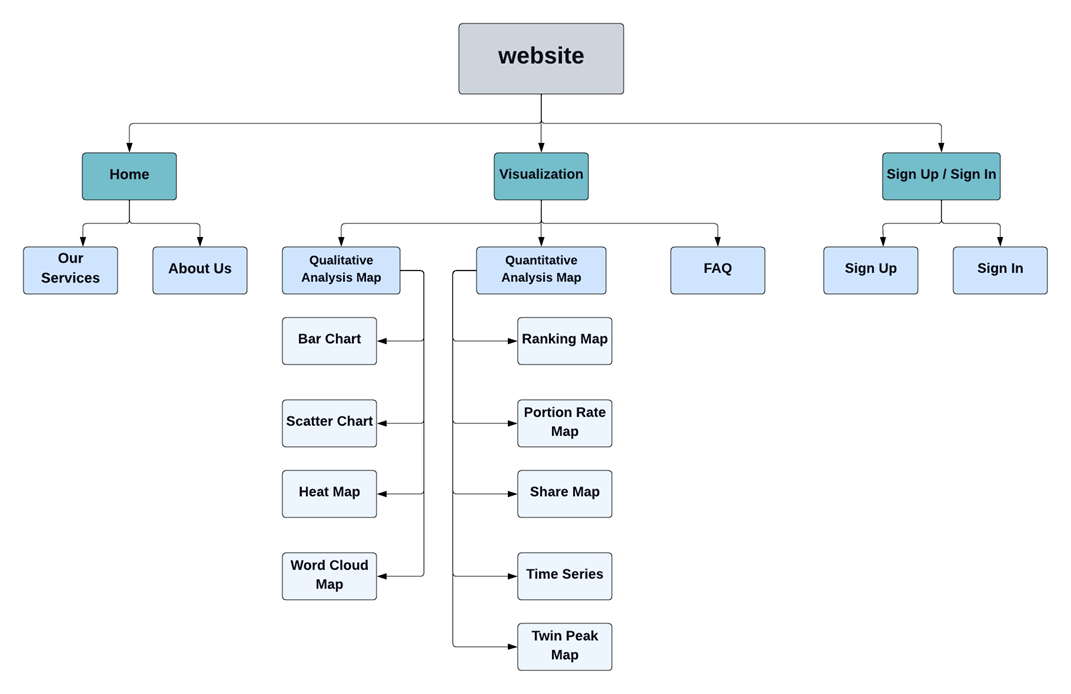 website
Home
Visualization
Sign Up / Sign In
Our
Services
About Us
Qualitative
Analysis Map
Quantitative
Analysis Map
FAQ
Sign Up
Sign In
Bar Chart
Ranking Map
Scatter Chart
Portion Rate
Map
Heat Map
Share Map
Word Cloud
Map
Time Series
Twin Peak
Map